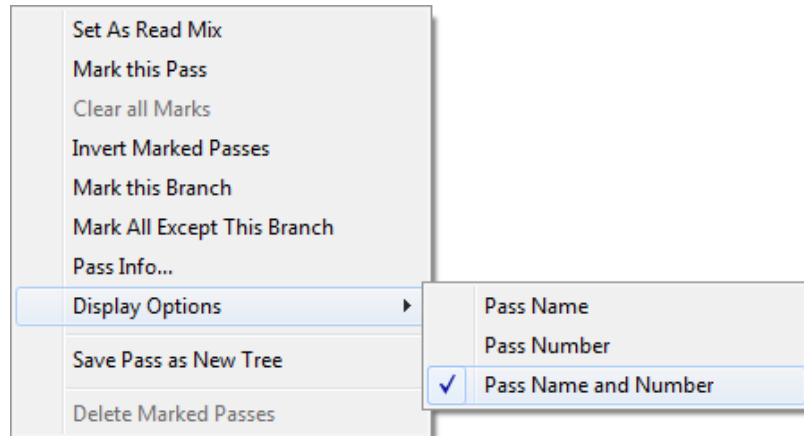 Set As Read Mix
Mark this Pass
Clear all Marks
Invert Marked Passes
Mark this Branch
Mark All Except This Branch
Pass Info...
Display Options
Pass Name
Pass Number
Pass Name and Number
Save Pass as New Tree
Delete Marked Passes